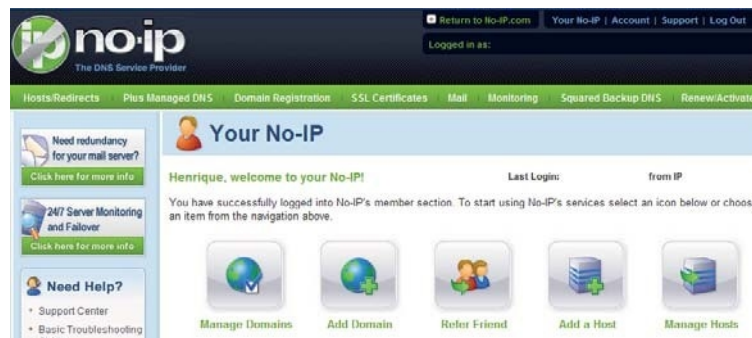 Return to No-IP.com Your No-IP | Account | Support | Log Out
no-ip
The DNS Service Provider
Logged in as:
Hosts/Redirects Plus Managed DNS Domain Registration SSL Certificates Mail Monitoring Squared Backup DNS Renew/Activate
Need redundancy
for your mail server?
Click here for more info
24/7 Server Monitoring
and Failover
Click here for more info
Need Help?
Support Center
Basic Troubleshooting
Your No-IP
Henrique, welcome to your No-IP! Last Login: from IP
You have successfully logged into No-IP's member section. To start using No-IP's services select an icon below or choos
an item from the navigation above.
Manage Domains Add Domain Refer Friend Add a Host Manage Hosts